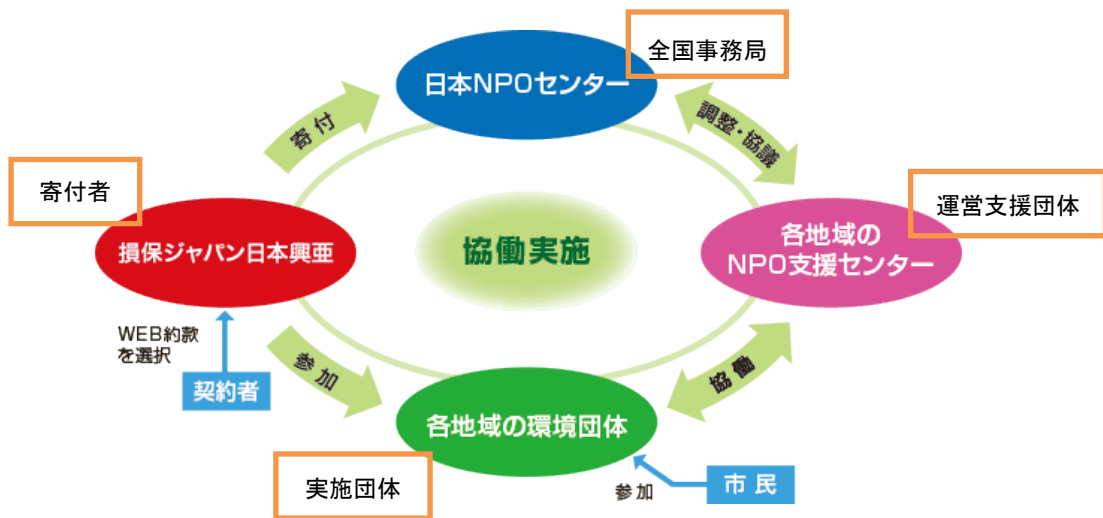 全国事務局
日本NPOセンター
寄付
調整・協議
寄付者
運営支援団体
損保ジャパン日本興亜
協働実施
各地域の
NPO支援センター
WEB約款
を選択
契約者
参加
協働
各地域の環境団体
実施団体
参加
市民